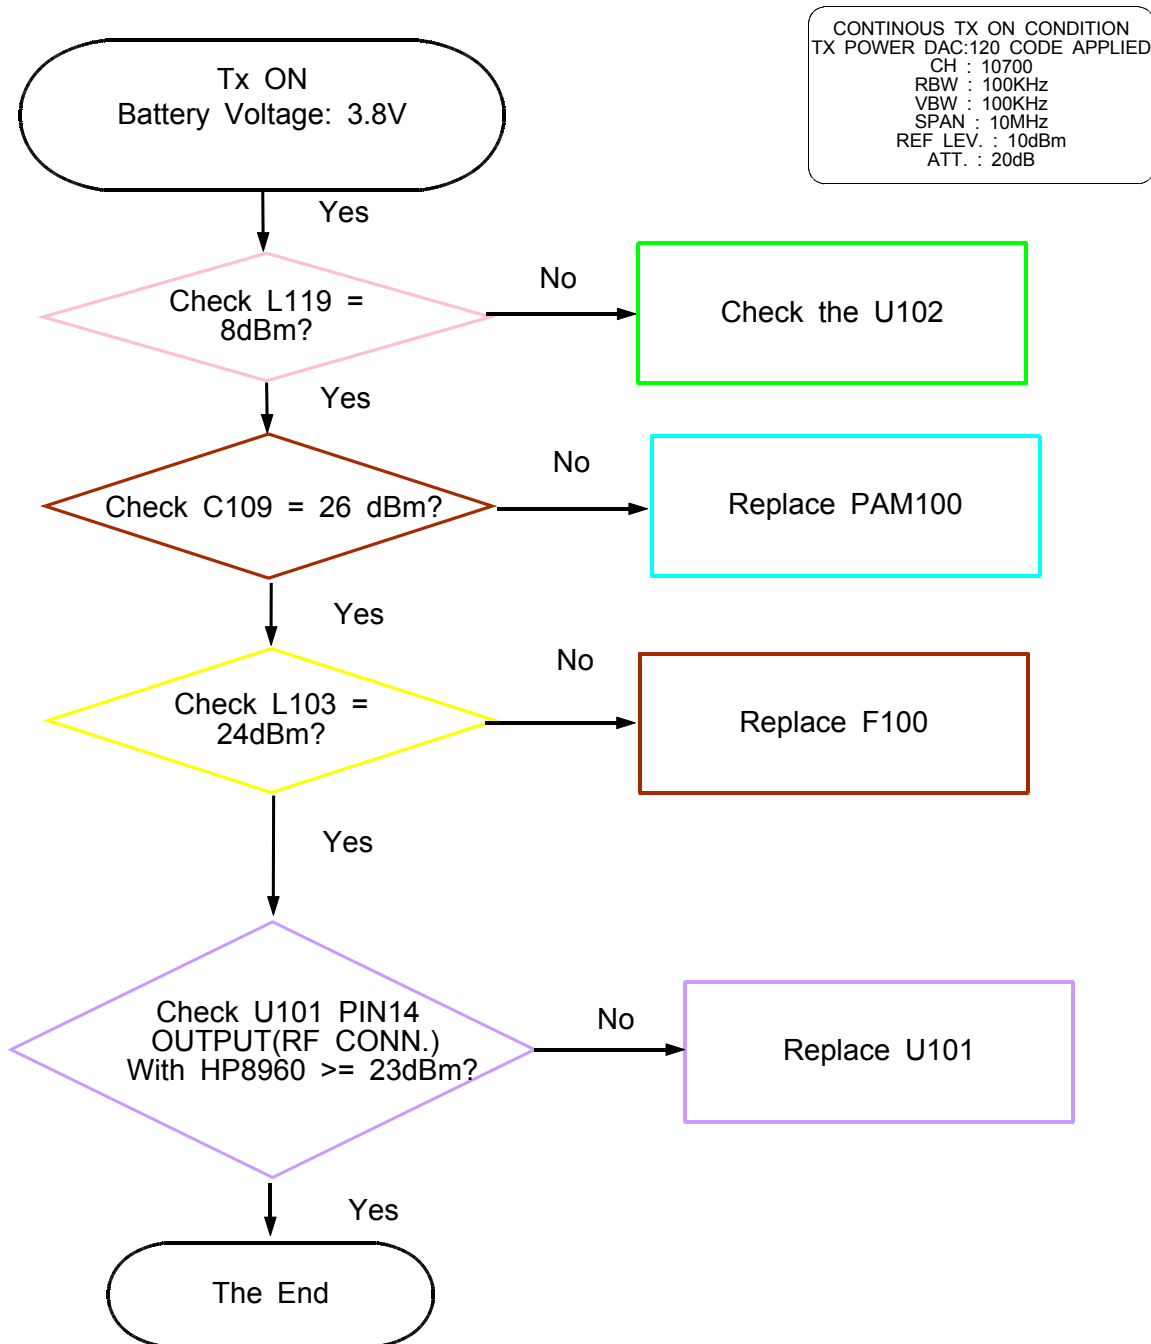 CONTINOUS TX ON CONDITION
TX POWER DAC:120 CODE APPLIED
CH : 10700
RBW : 100KHz
VBW : 100KHz
SPAN : 10MHz
REF LEV. : 10dBm
ATT. : 20dB
Tx ON
Battery Voltage: 3.8V
Yes
Check L119 =
8dBm?
No
Check the U102
Yes
Check C109 = 26 dBm?
No
Replace PAM100
Yes
Check L103 =
24dBm?
No
Replace F100
Yes
Check U101 PIN14
OUTPUT(RF CONN.)
With HP8960 >= 23dBm?
No
Replace U101
Yes
The End